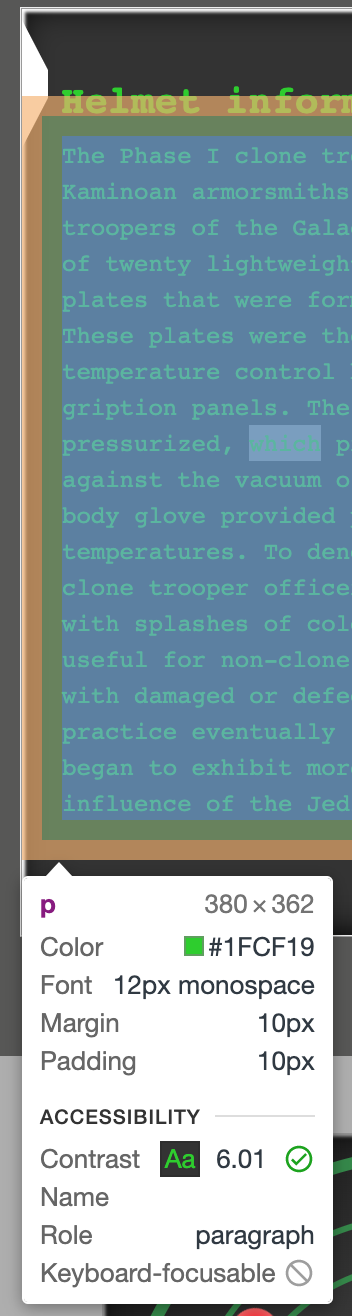 Helmet infor
The Phase I clone tr
Kaminoan armorsmiths
troopers of the Gala
of twenty lightweigh
plates that were for
These plates were th
temperature control
gription panels. The
pressurized, which p
against the vacuum o
body glove provided
temperatures. To den
clone trooper office
with splashes of col
useful for non-clone
with damaged or defe
practice eventually
began to exhibit mor
influence of the Jed
p 380 × 362
Color #1FCF19
Font 12px monospace
Margin 10px
Padding 10px
ACCESSIBILITY
Contrast Aa 6.01
Name
Role paragraph
Keyboard-focusable